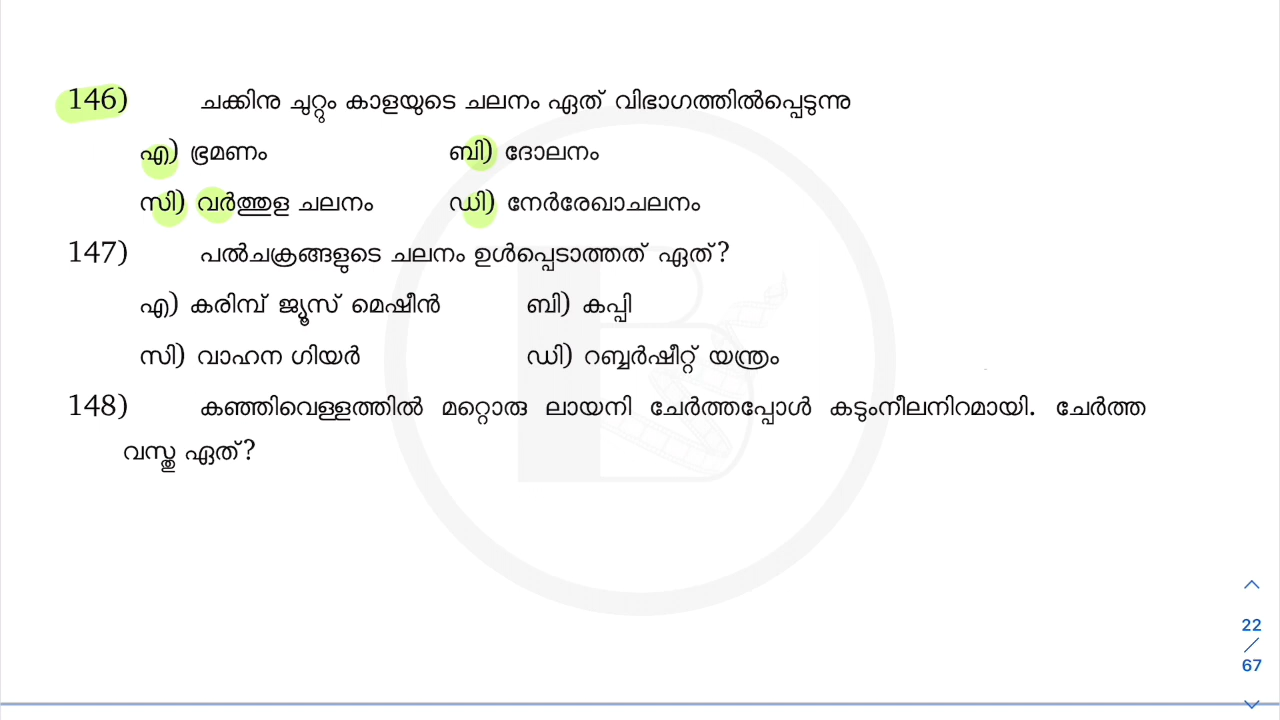 146) ചക്കിനു ചുറ്റും കാളയുടെ ചലനം ഏത് വിഭാഗത്തിൽപ്പെടുന്നു
എ) ഭ്രമണം ബി) ദോലനം
സി) വർത്തുള ചലനം ഡി) നേർരേഖാചലനം
147) പൽചക്രങ്ങളുടെ ചലനം ഉൾപ്പെടാത്തത് ഏത്?
എ) കരിമ്പ് ജ്യൂസ് മെഷീൻ ബി) കപ്പി
സി) വാഹന ഗിയർ ഡി) റബ്ബർഷീറ്റ് യന്ത്രം
148) കഞ്ഞിവെള്ളത്തിൽ മറ്റൊരു ലായനി ചേർത്തപ്പോൾ കടുംനീലനിറമായി. ചേർത്ത
വസ്തു ഏത്?
22
/
67